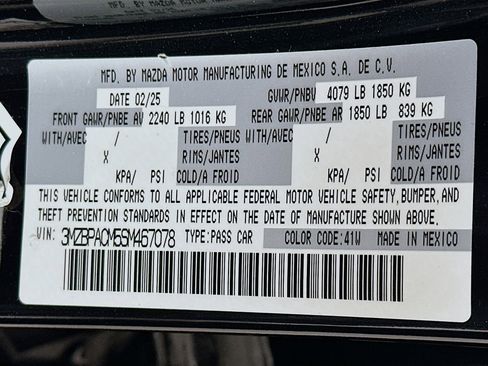 MFD. BY MAZDA MOTOR MANUFACTURING DE MEXICO S.A. DE C.V.
DATE 02/25 GVWR/PNBV 4079 LB 1850 KG
FRONT GAWR/PNBE AV 2240 LB 1016 KG REAR GAWR/PNBE AR 1850 LB 839 KG
WITH/AVEC / TIRES/PNEUS WITH/AVEC / TIRES/PNEUS
X RIMS/JANTES X RIMS/JANTES
KPA/ PSI COLD/A FROID KPA/ PSI COLD/A FROID
THIS VEHICLE CONFORMS TO ALL APPLICABLE FEDERAL MOTOR VEHICLE SAFETY, BUMPER, AND
THEFT PREVENTION STANDARDS IN EFFECT ON THE DATE OF MANUFACTURE SHOWN ABOVE.
VIN: 3MZBPACM5SM467078 TYPE:PASS CAR COLOR CODE:41W MADE IN MEXICO